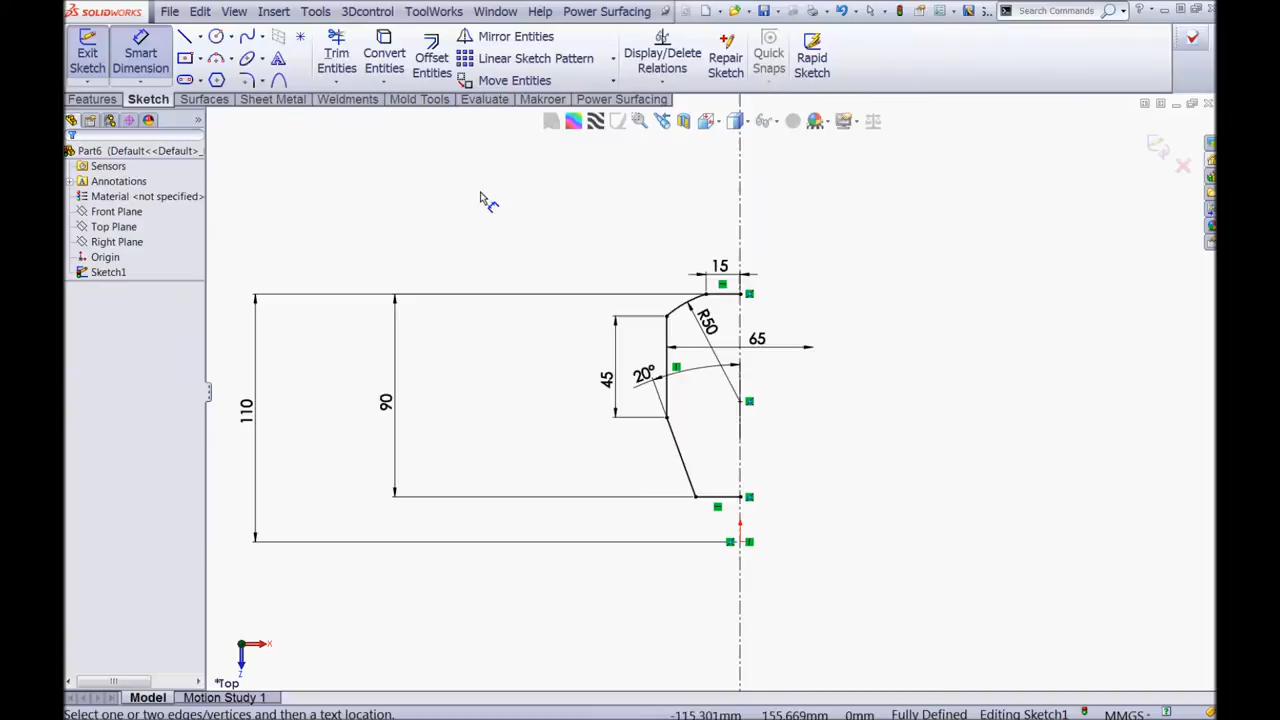 SOLIDWORKS File Edit View Insert Tools 3Dcontrol ToolWorks Window Help Power Surfacing Search Commands
Exit Sketch
Smart Dimension
Trim Entities
Convert Entities
Offset Entities
Mirror Entities
Linear Sketch Pattern
Move Entities
Display/Delete Relations
Repair Sketch
Quick Snaps
Rapid Sketch
Features Sketch Surfaces Sheet Metal Weldments Mold Tools Evaluate Makroer Power Surfacing
Part6 (Default<<Default>_
Sensors
Annotations
Material <not specified>
Front Plane
Top Plane
Right Plane
Origin
Sketch1
15
R50
65
20°
45
90
110
X
Z
*Top
Model Motion Study 1
Select one or two edges/vertices and then a text location. -115.301mm 155.669mm 0mm Fully Defined Editing Sketch1 MMGS